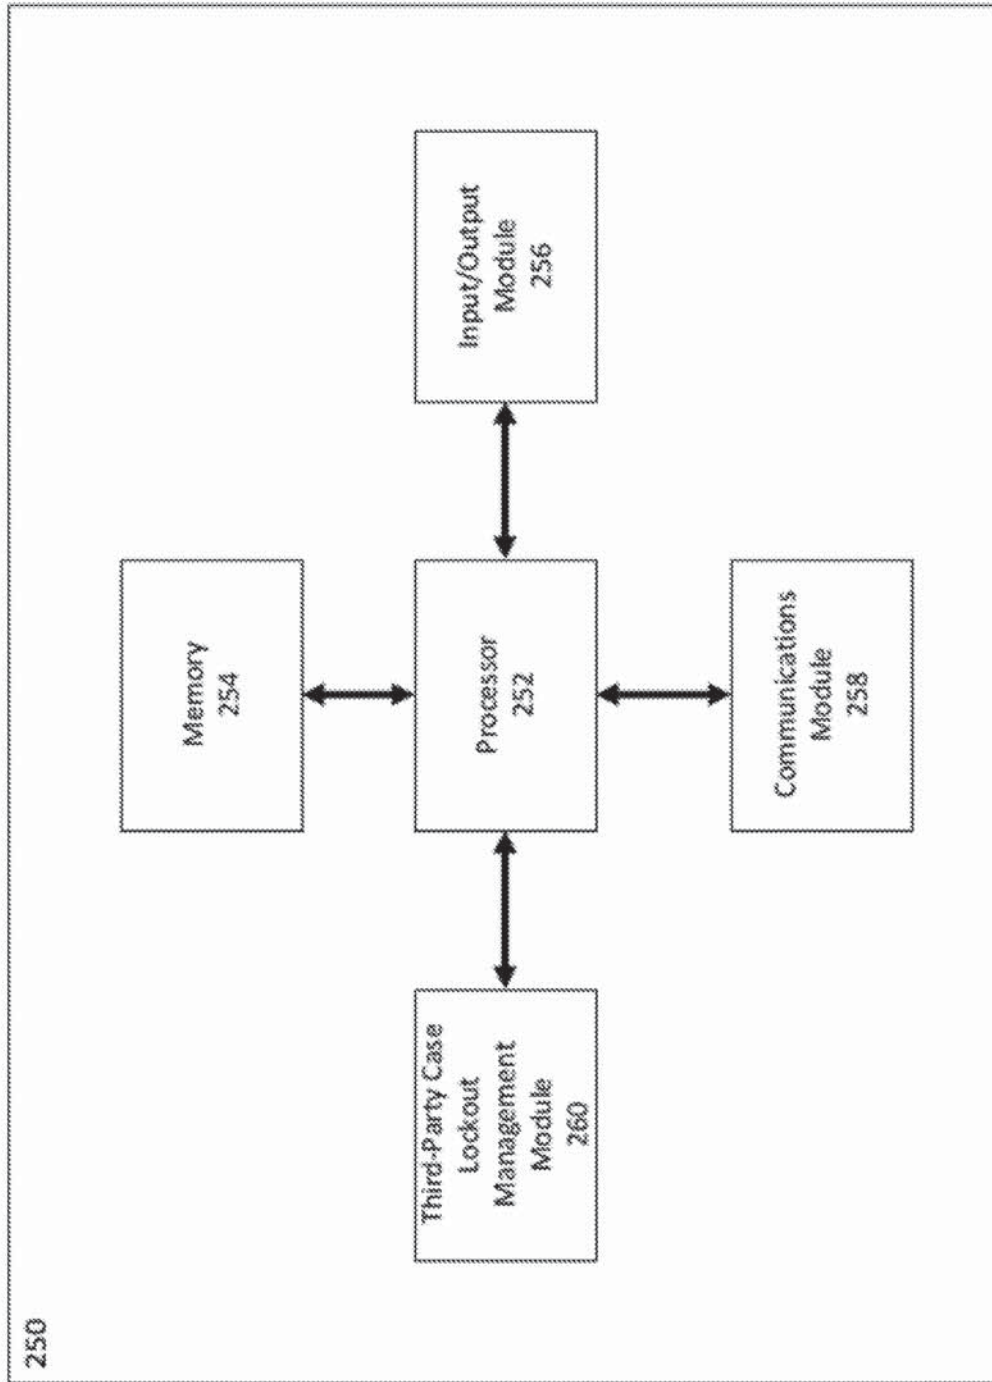 250
Third-Party Case
Lockout
Management
Module
260
Memory
254
Processor
252
Communications
Module
258
Input/Output
Module
256